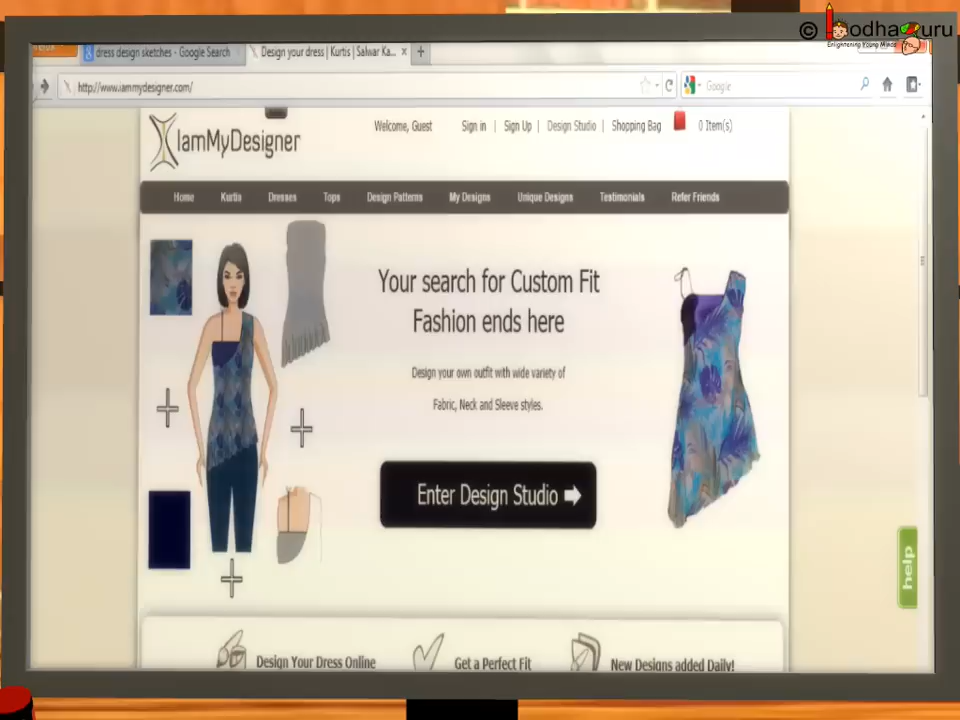 © BoodhaGuru
Enlightening Young Minds
dress design sketches - Google Search
Design your dress | Kurtis | Salwar Ka...
http://www.iammydesigner.com/
Google
IamMyDesigner
Welcome, Guest
Sign in | Sign Up | Design Studio | Shopping Bag 0 Item(s)
Home Kurtis Dresses Tops Design Patterns My Designs Unique Designs Testimonials Refer Friends
Your search for Custom Fit
Fashion ends here
Design your own outfit with wide variety of
Fabric, Neck and Sleeve styles.
Enter Design Studio
help
Design Your Dress Online
Get a Perfect Fit
New Designs added Daily!